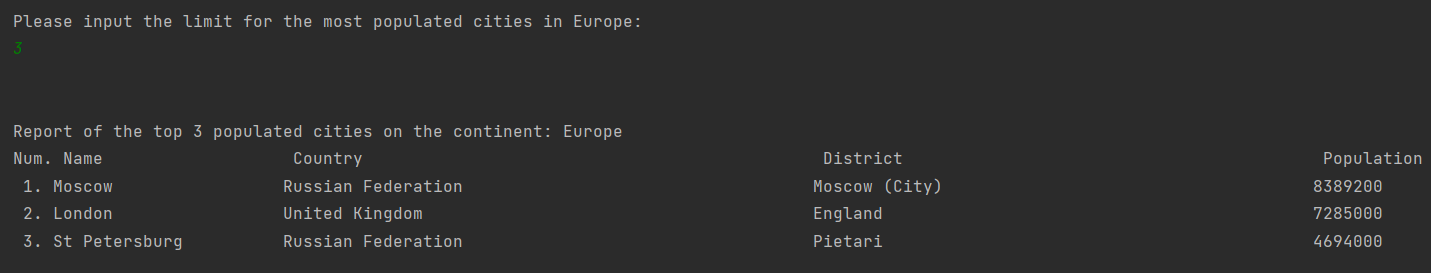 Please input the limit for the most populated cities in Europe:
3
Report of the top 3 populated cities on the continent: Europe
Num. Name Country District Population
1. Moscow Russian Federation Moscow (City) 8389200
2. London United Kingdom England 7285000
3. St Petersburg Russian Federation Pietari 4694000